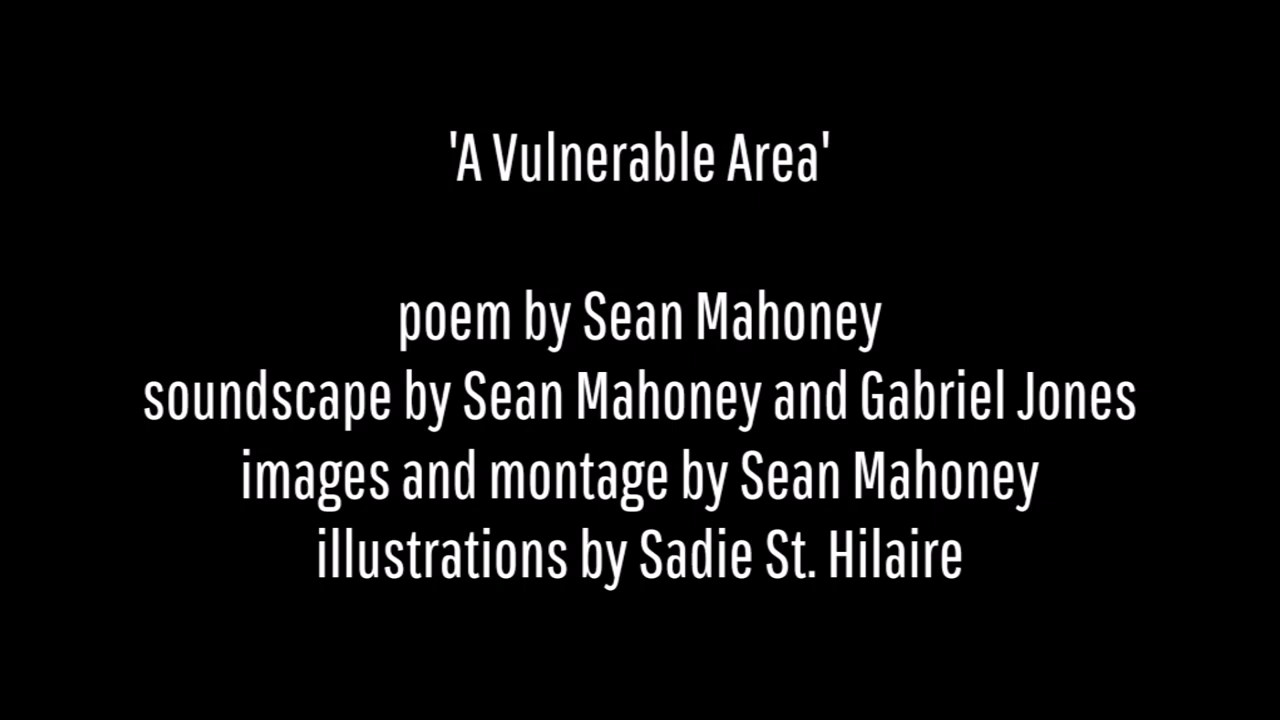 'A Vulnerable Area'
poem by Sean Mahoney
soundscape by Sean Mahoney and Gabriel Jones
images and montage by Sean Mahoney
illustrations by Sadie St. Hilaire